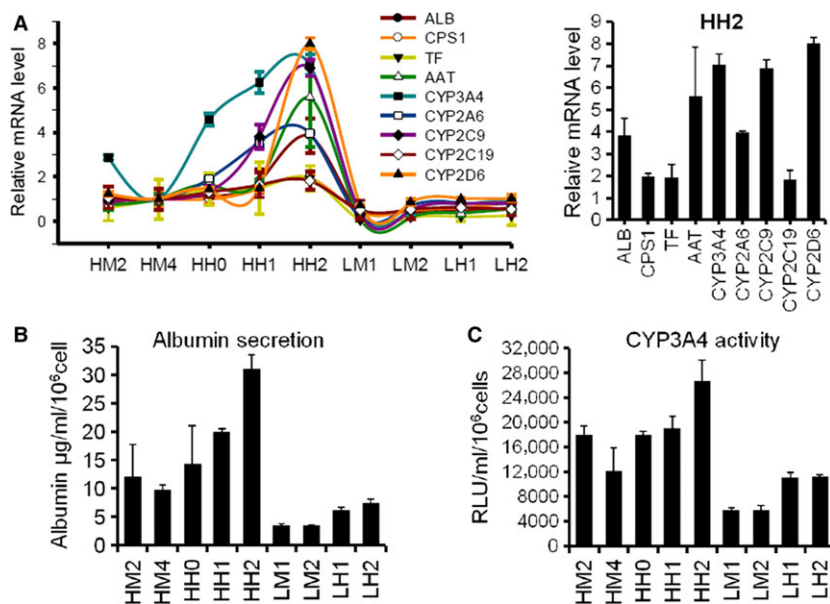 A
Relative mRNA level
8
6
4
2
0
HM2 HM4 HH0 HH1 HH2 LM1 LM2 LH1 LH2
ALB
CPS1
TF
AAT
CYP3A4
CYP2A6
CYP2C9
CYP2C19
CYP2D6
HH2
Relaive mRNA level
9
8
7
6
5
4
3
2
1
0
ALB CPS1 TF AAT CYP3A4 CYP2A6 CYP2C9 CYP2C19 CYP2D6
B
Albumin secretion
Albumin µg/ml/10⁶cell
35
30
25
20
15
10
5
0
HM2 HM4 HH0 HH1 HH2 LM1 LM2 LH1 LH2
C
CYP3A4 activity
RLU/ml/10⁶cells
32,000
28,000
24,000
20,000
16,000
12,000
8000
4000
0
HM2 HM4 HH0 HH1 HH2 LM1 LM2 LH1 LH2